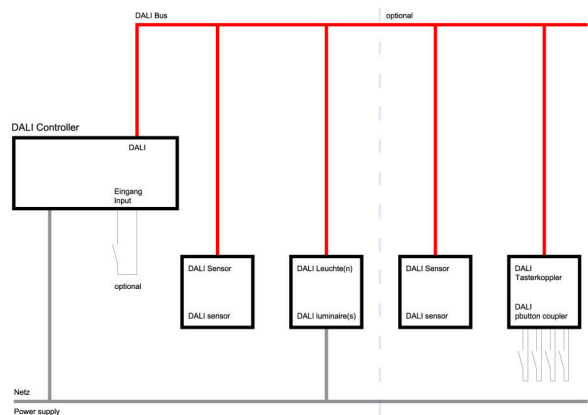 DALI Bus
optional
DALI Controller
DALI
Eingang
Input
optional
DALI Sensor
DALI sensor
DALI Leuchte(n)
DALI luminaire(s)
DALI Sensor
DALI sensor
DALI
Tasterkoppler
DALI
pbutton coupler
Netz
Power supply